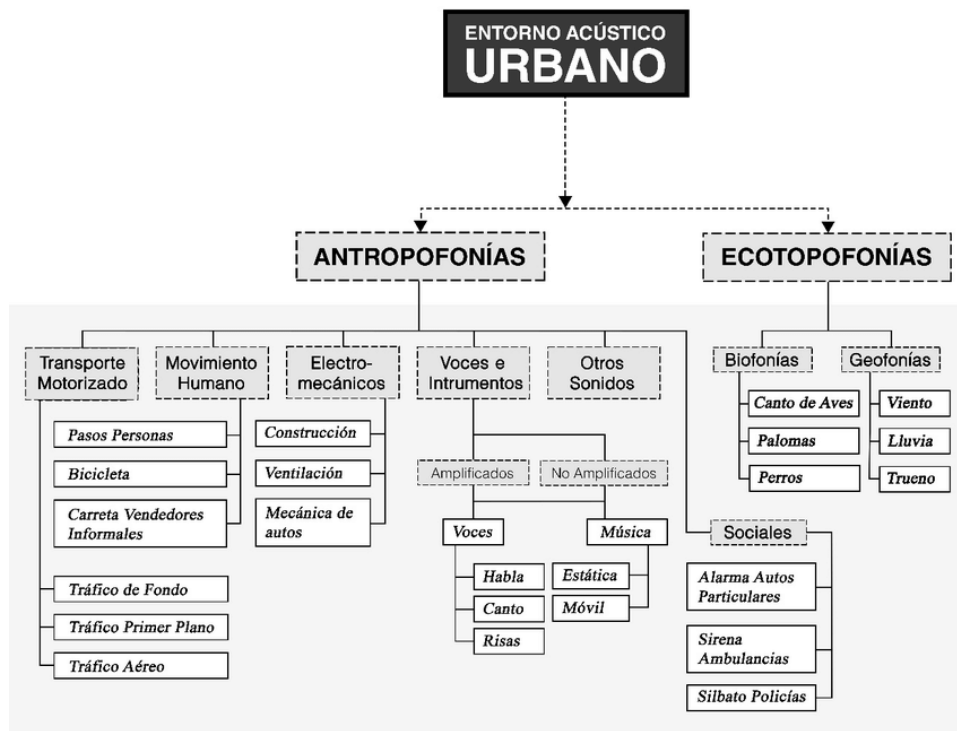 ENTORNO ACÚSTICO
URBANO
ANTROPOFONÍAS
ECOTOPOFONÍAS
Transporte
Motorizado
Movimiento
Humano
Electro-
mecánicos
Voces e
Intrumentos
Otros
Sonidos
Biofonías
Geofonías
Pasos Personas
Bicicleta
Carreta Vendedores
Informales
Tráfico de Fondo
Tráfico Primer Plano
Tráfico Aéreo
Construcción
Ventilación
Mecánica de
autos
Amplificados
No Amplificados
Voces
Música
Habla
Canto
Risas
Estática
Móvil
Sociales
Alarma Autos
Particulares
Sirena
Ambulancias
Silbato Policías
Canto de Aves
Palomas
Perros
Viento
Lluvia
Trueno